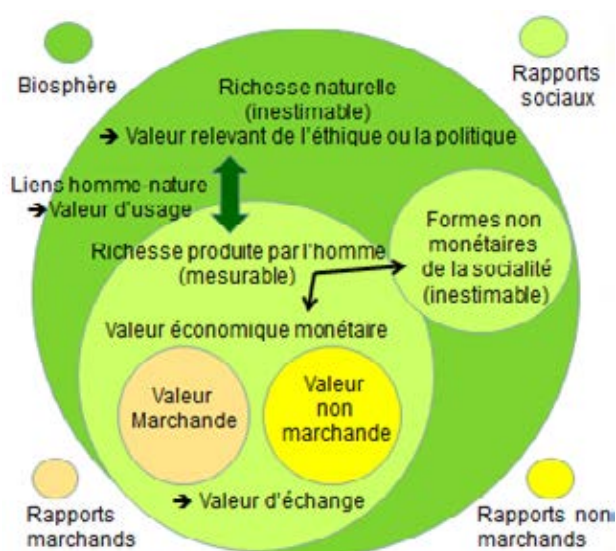 Biosphère
Rapports
sociaux
Richesse naturelle
(inestimable)
➔ Valeur relevant de l'éthique ou la politique
Liens homme-nature
➔ Valeur d'usage
Richesse produite par l'homme
(mesurable)
Formes non
monétaires
de la socialité
(inestimable)
Valeur économique monétaire
Valeur
Marchande
Valeur
non
marchande
➔ Valeur d'échange
Rapports
marchands
Rapports non
marchands